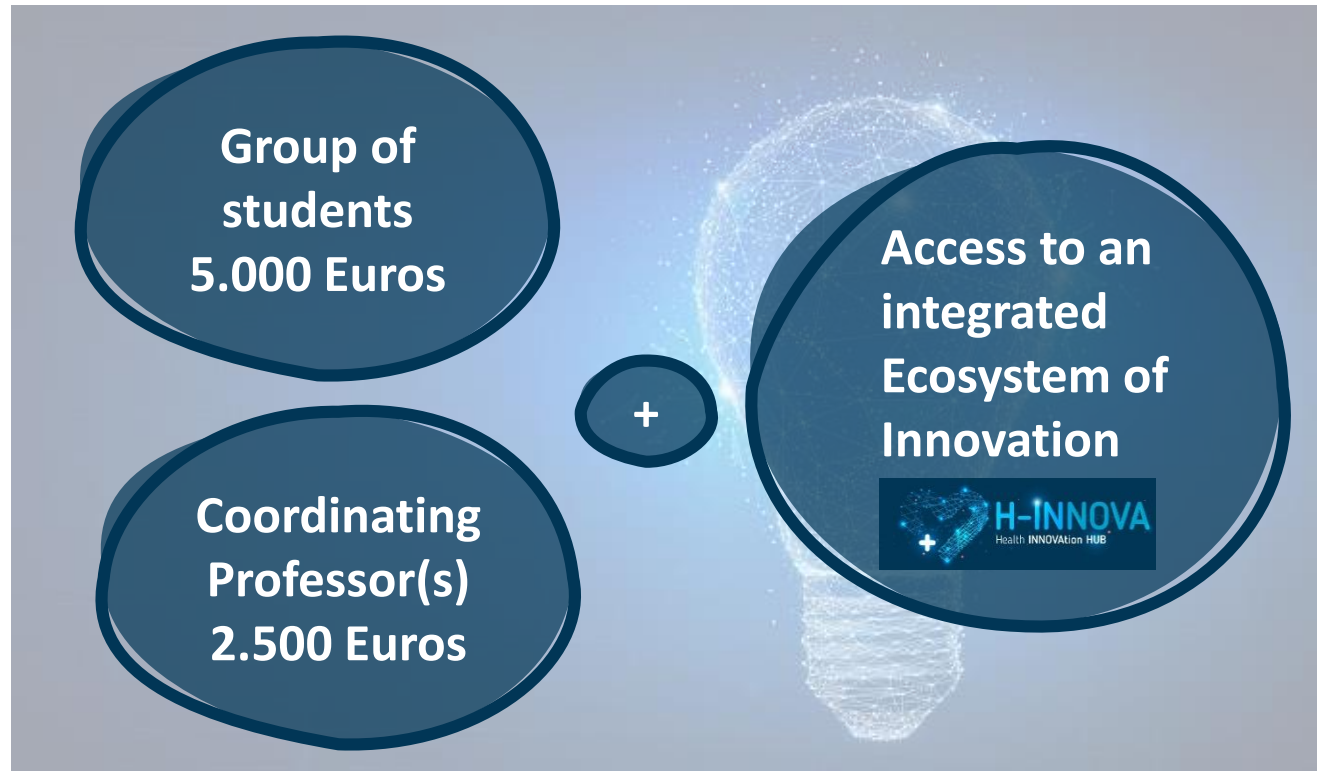 Group of
students
5.000 Euros
Coordinating
Professor(s)
2.500 Euros
+
Access to an
integrated
Ecosystem of
Innovation
H-INNOVA
Health INNOVAtion HUB